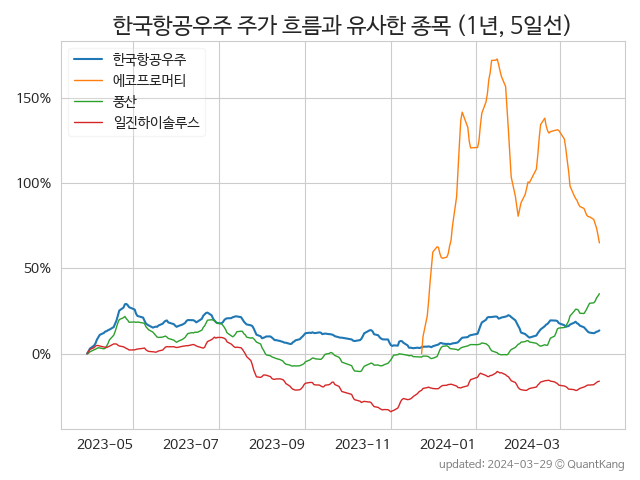 한국항공우주 주가 흐름과 유사한 종목 (1년, 5일선)
한국항공우주
에코프로머티
풍산
일진하이솔루스
150%
100%
50%
0%
2023-05 2023-07 2023-09 2023-11 2024-01 2024-03
updated: 2024-03-29 © QuantKang